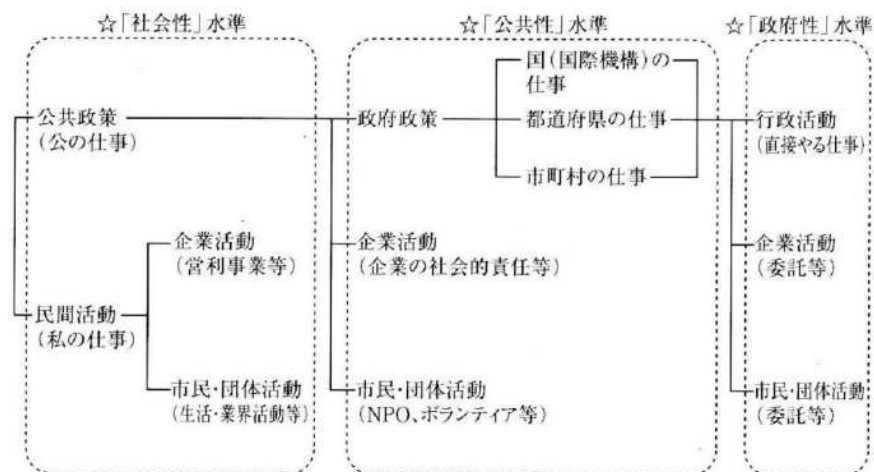 ☆「社会性」水準
☆「公共性」水準
☆「政府性」水準
公共政策
(公の仕事)
民間活動
(私の仕事)
企業活動
(営利事業等)
市民・団体活動
(生活・業界活動等)
政府政策
国(国際機構)の
仕事
都道府県の仕事
市町村の仕事
企業活動
(企業の社会的責任等)
市民・団体活動
(NPO、ボランティア等)
行政活動
(直接やる仕事)
企業活動
(委託等)
市民・団体活動
(委託等)